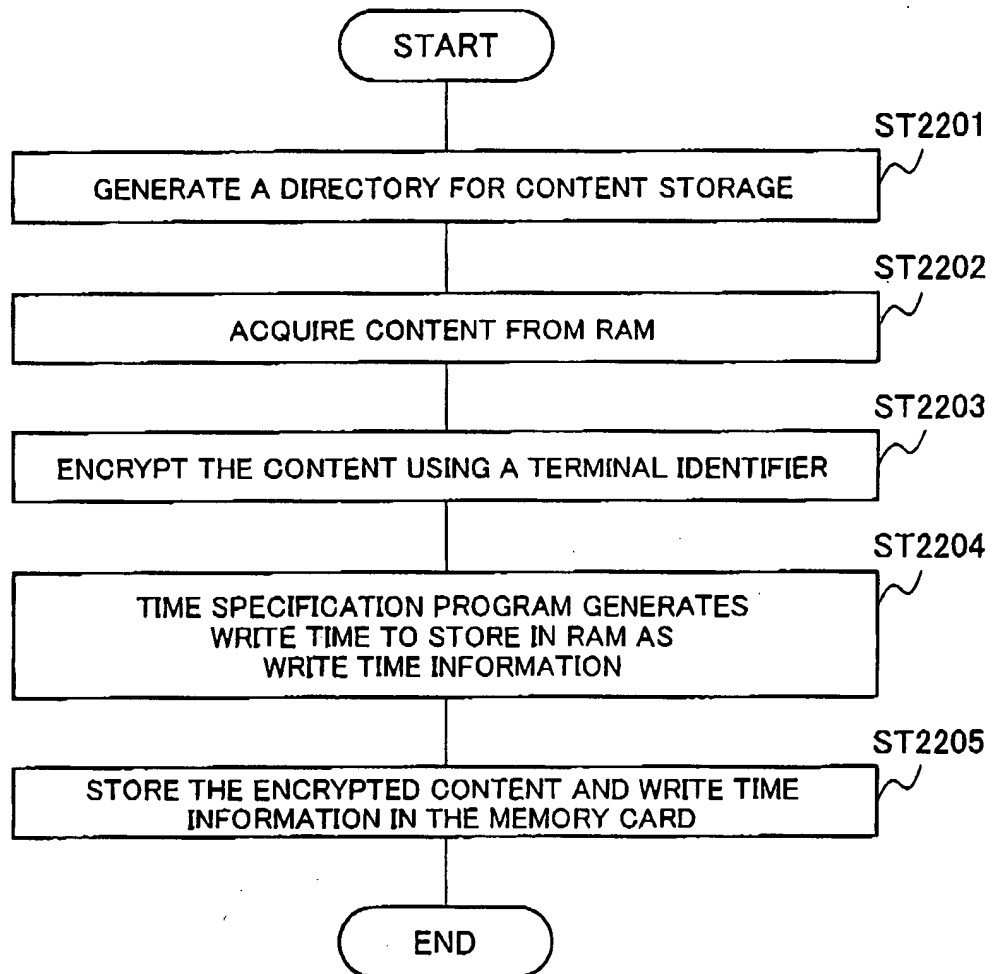 START
ST2201
GENERATE A DIRECTORY FOR CONTENT STORAGE
ST2202
ACQUIRE CONTENT FROM RAM
ST2203
ENCRYPT THE CONTENT USING A TERMINAL IDENTIFIER
ST2204
TIME SPECIFICATION PROGRAM GENERATES
WRITE TIME TO STORE IN RAM AS
WRITE TIME INFORMATION
ST2205
STORE THE ENCRYPTED CONTENT AND WRITE TIME
INFORMATION IN THE MEMORY CARD
END